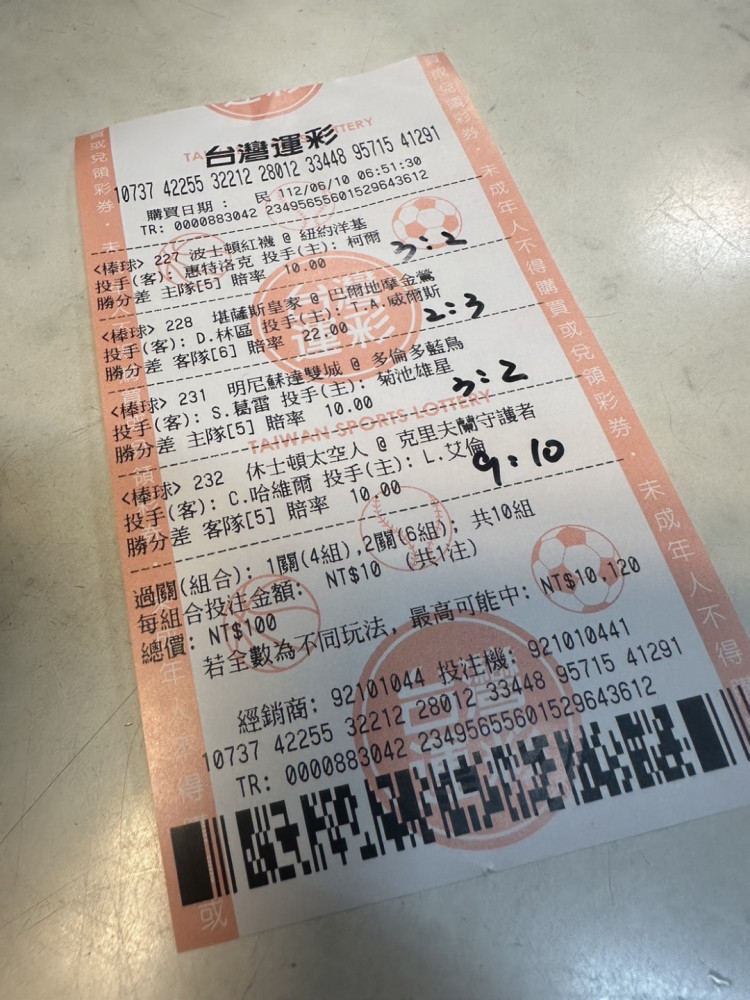 台灣運彩
TAIWAN SPORTS LOTTERY
10737 42255 32212 28012 33448 95715 41291
購買日期: 民 112/06/10 06:51:30
TR: 0000883042 23495655601529643612
<棒球> 227 波士頓紅襪 @ 紐約洋基
投手(客): 惠特洛克 投手(主): 柯爾
勝分差 主隊[5] 賠率 10.00
3:2
<棒球> 228 堪薩斯皇家 @ 巴爾地摩金鶯
投手(客): D.林區 投手(主): T.A.威爾斯
勝分差 客隊[6] 賠率 22.00
2:3
<棒球> 231 明尼蘇達雙城 @ 多倫多藍鳥
投手(客): S.葛雷 投手(主): 菊池雄星
勝分差 主隊[5] 賠率 10.00
3:2
TAIWAN SPORTS LOTTERY
<棒球> 232 休士頓太空人 @ 克里夫蘭守護者
投手(客): C.哈維爾 投手(主): L.艾倫
勝分差 客隊[5] 賠率 10.00
9:10
過關(組合): 1關(4組),2關(6組); 共10組
每組合投注金額: NT$10 (共1注)
總價: NT$100
若全數為不同玩法, 最高可能中: NT$10,120
經銷商: 92101044 投注機: 921010441
10737 42255 32212 28012 33448 95715 41291
TR: 0000883042 23495655601529643612
台灣運彩
未成年人不得購買或兌領彩券